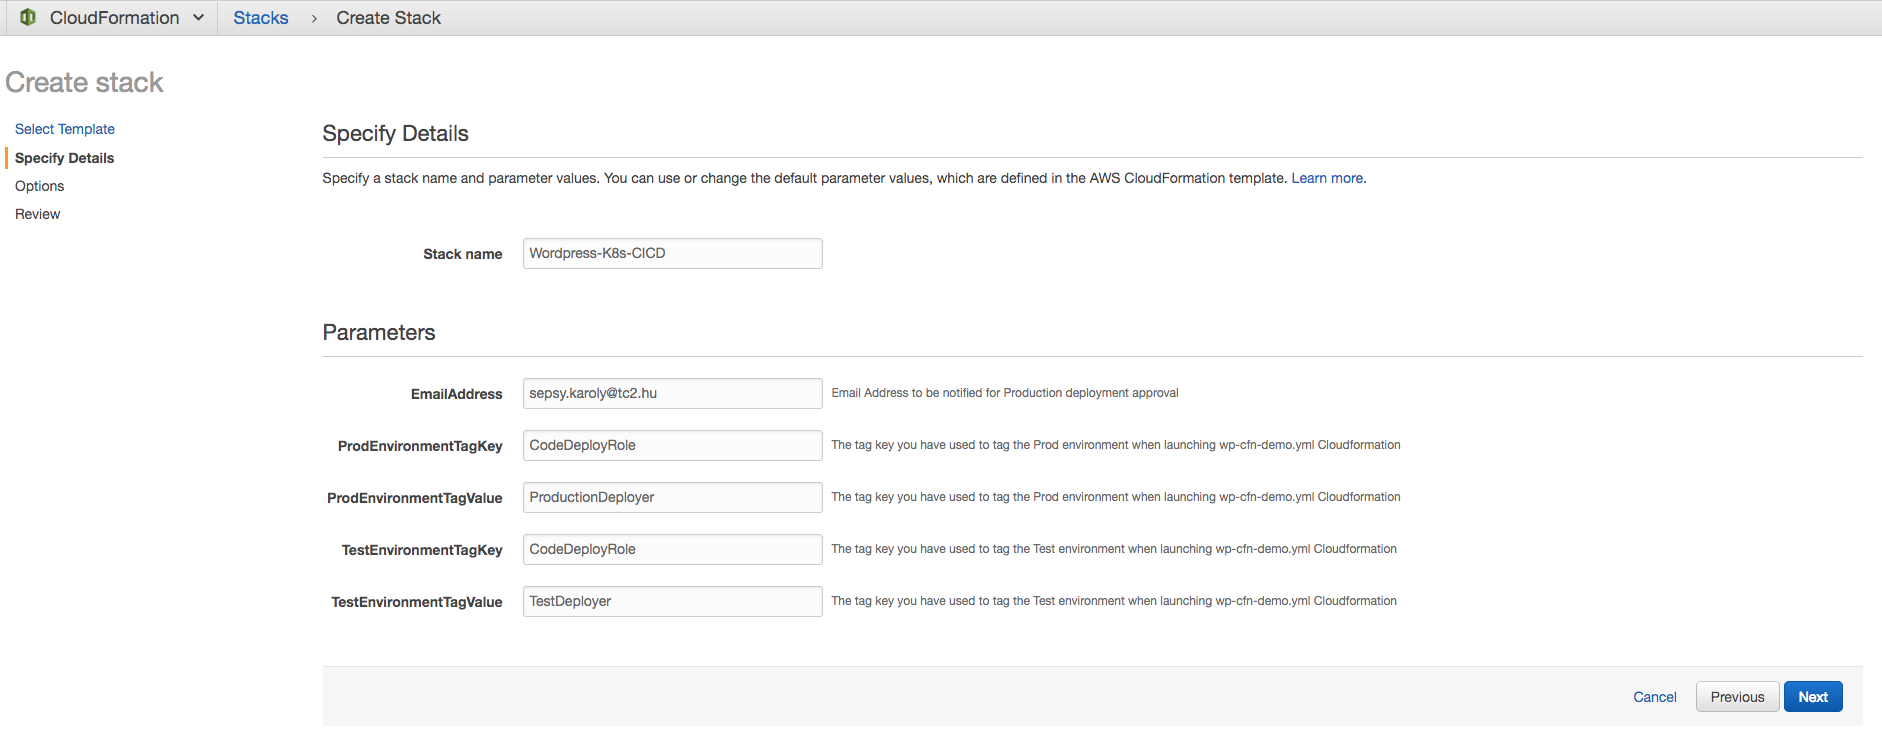 CloudFormation Stacks › Create Stack
Create stack
Select Template
Specify Details
Options
Review
Specify Details
Specify a stack name and parameter values. You can use or change the default parameter values, which are defined in the AWS CloudFormation template. Learn more.
Stack name Wordpress-K8s-CICD
Parameters
EmailAddress sepsy.karoly@tc2.hu Email Address to be notified for Production deployment approval
ProdEnvironmentTagKey CodeDeployRole The tag key you have used to tag the Prod environment when launching wp-cfn-demo.yml Cloudformation
ProdEnvironmentTagValue ProductionDeployer The tag key you have used to tag the Prod environment when launching wp-cfn-demo.yml Cloudformation
TestEnvironmentTagKey CodeDeployRole The tag key you have used to tag the Test environment when launching wp-cfn-demo.yml Cloudformation
TestEnvironmentTagValue TestDeployer The tag key you have used to tag the Test environment when launching wp-cfn-demo.yml Cloudformation
Cancel Previous Next